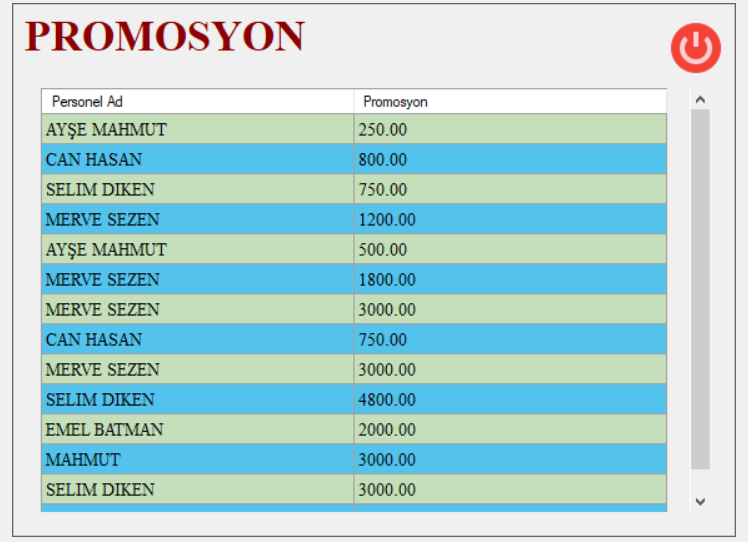 PROMOSYON
Personel Ad Promosyon
AYŞE MAHMUT 250.00
CAN HASAN 800.00
SELIM DIKEN 750.00
MERVE SEZEN 1200.00
AYŞE MAHMUT 500.00
MERVE SEZEN 1800.00
MERVE SEZEN 3000.00
CAN HASAN 750.00
MERVE SEZEN 3000.00
SELIM DIKEN 4800.00
EMEL BATMAN 2000.00
MAHMUT 3000.00
SELIM DIKEN 3000.00